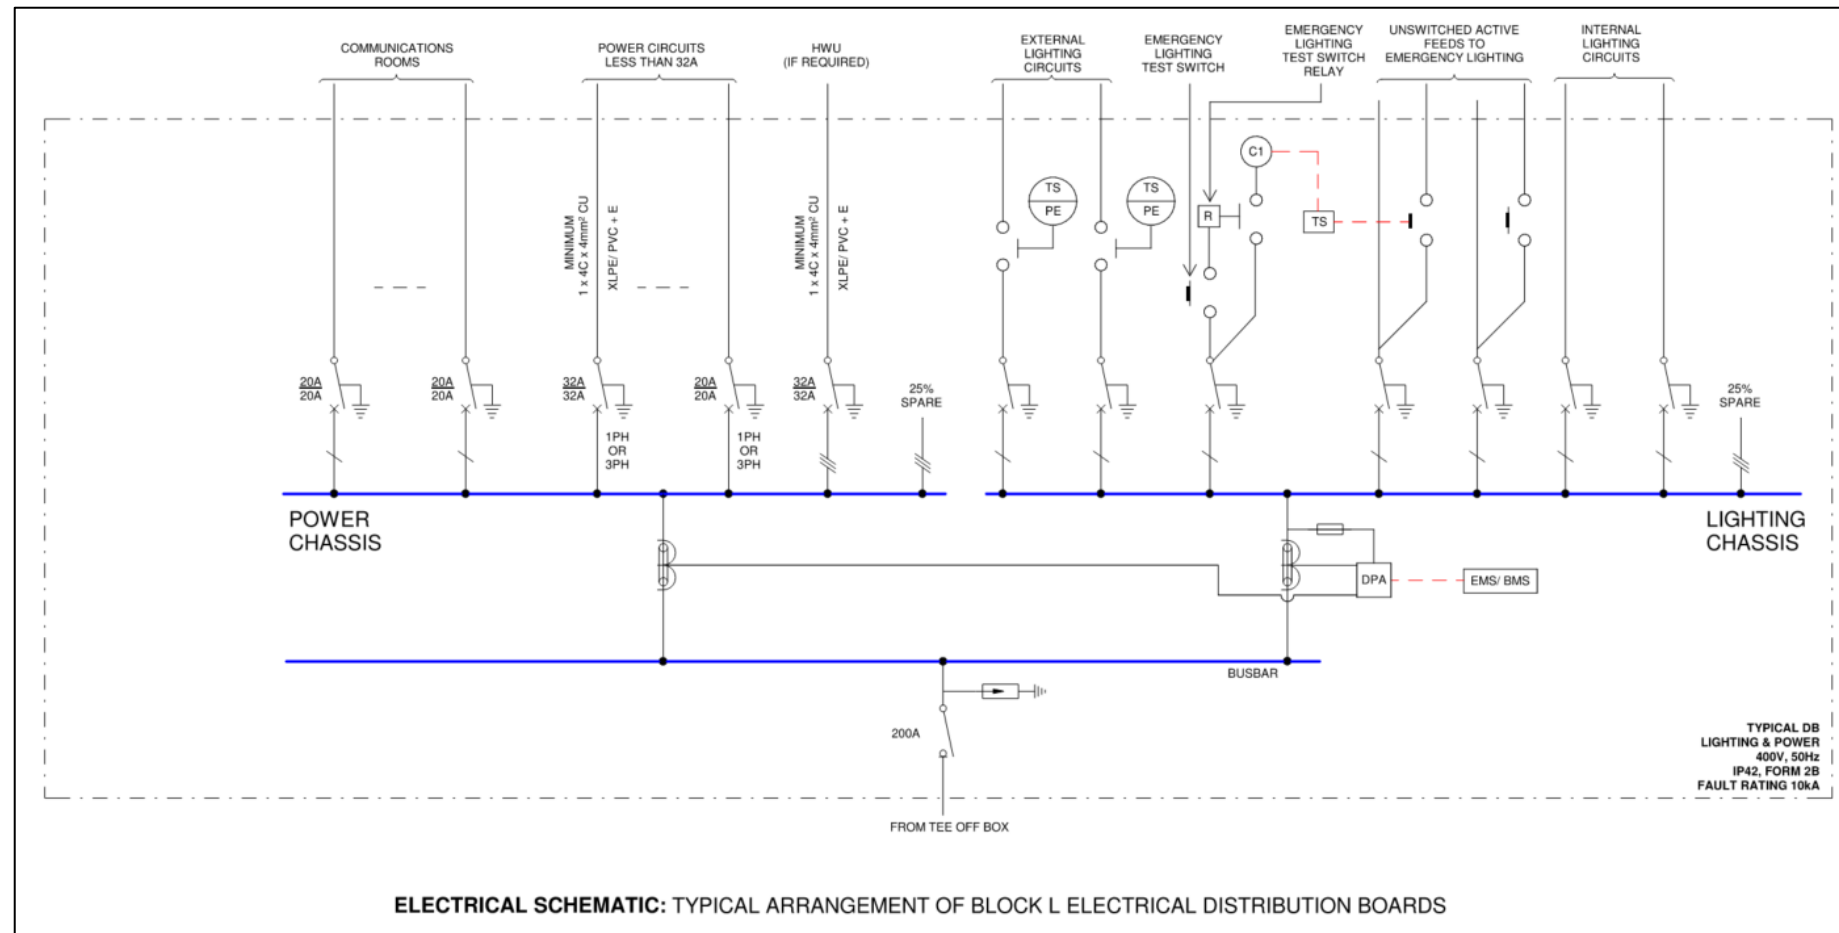 COMMUNICATIONS
ROOMS
POWER CIRCUITS
LESS THAN 32A
HWU
(IF REQUIRED)
EXTERNAL
LIGHTING
CIRCUITS
EMERGENCY
LIGHTING
TEST SWITCH
EMERGENCY
LIGHTING
TEST SWITCH
RELAY
UNSWITCHED ACTIVE
FEEDS TO
EMERGENCY LIGHTING
INTERNAL
LIGHTING
CIRCUITS
MINIMUM
1 x 4C x 4mm² CU
XLPE/ PVC + E
MINIMUM
1 x 4C x 4mm² CU
XLPE/ PVC + E
TS
PE
TS
PE
R
C1
TS
20A
20A
20A
20A
32A
32A
20A
20A
32A
32A
25%
SPARE
25%
SPARE
1PH
OR
3PH
1PH
OR
3PH
POWER
CHASSIS
LIGHTING
CHASSIS
DPA
EMS/ BMS
BUSBAR
200A
TYPICAL DB
LIGHTING & POWER
400V, 50Hz
IP42, FORM 2B
FAULT RATING 10kA
FROM TEE OFF BOX
ELECTRICAL SCHEMATIC: TYPICAL ARRANGEMENT OF BLOCK L ELECTRICAL DISTRIBUTION BOARDS